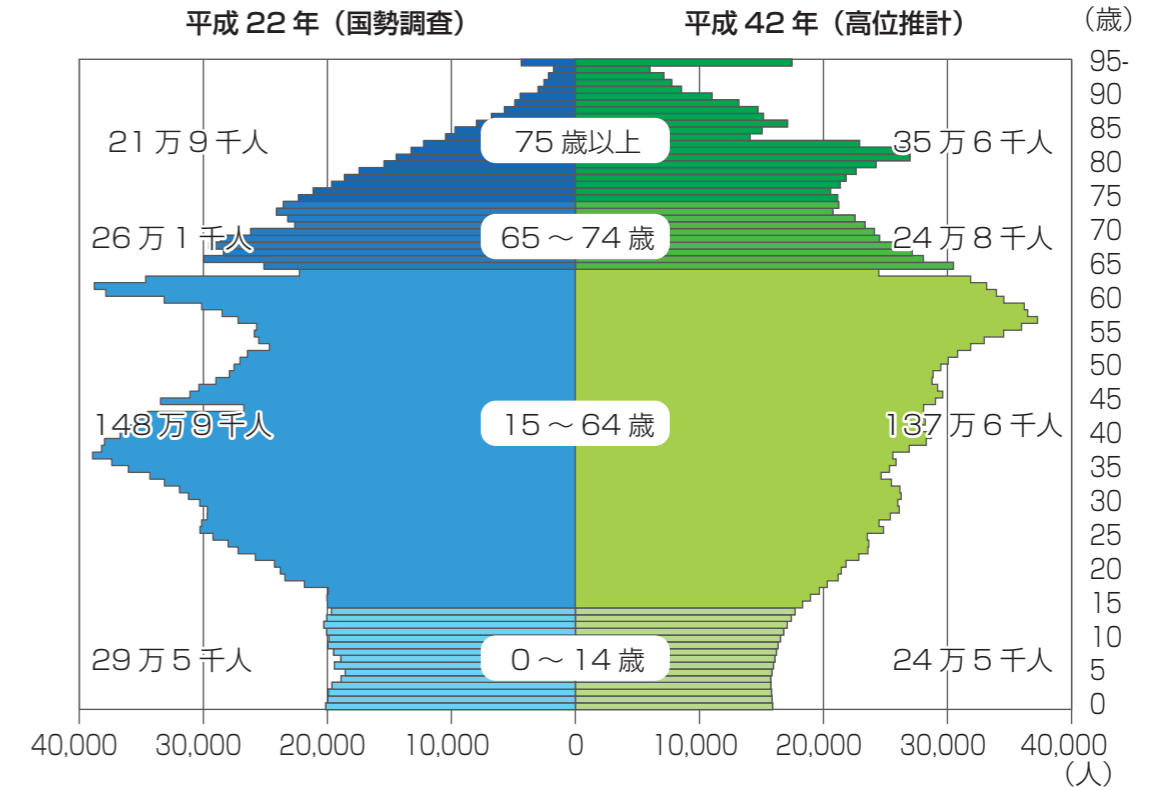 平成 22 年（国勢調査）
平成 42 年（高位推計）
（歳）
95-
90
85
80
75
70
65
60
55
50
45
40
35
30
25
20
15
10
5
0
21 万 9 千人
75 歳以上
35 万 6 千人
26 万 1 千人
65 ～ 74 歳
24 万 8 千人
148 万 9 千人
15 ～ 64 歳
137 万 6 千人
29 万 5 千人
0 ～ 14 歳
24 万 5 千人
40,000 30,000 20,000 10,000 0 10,000 20,000 30,000 40,000
（人）